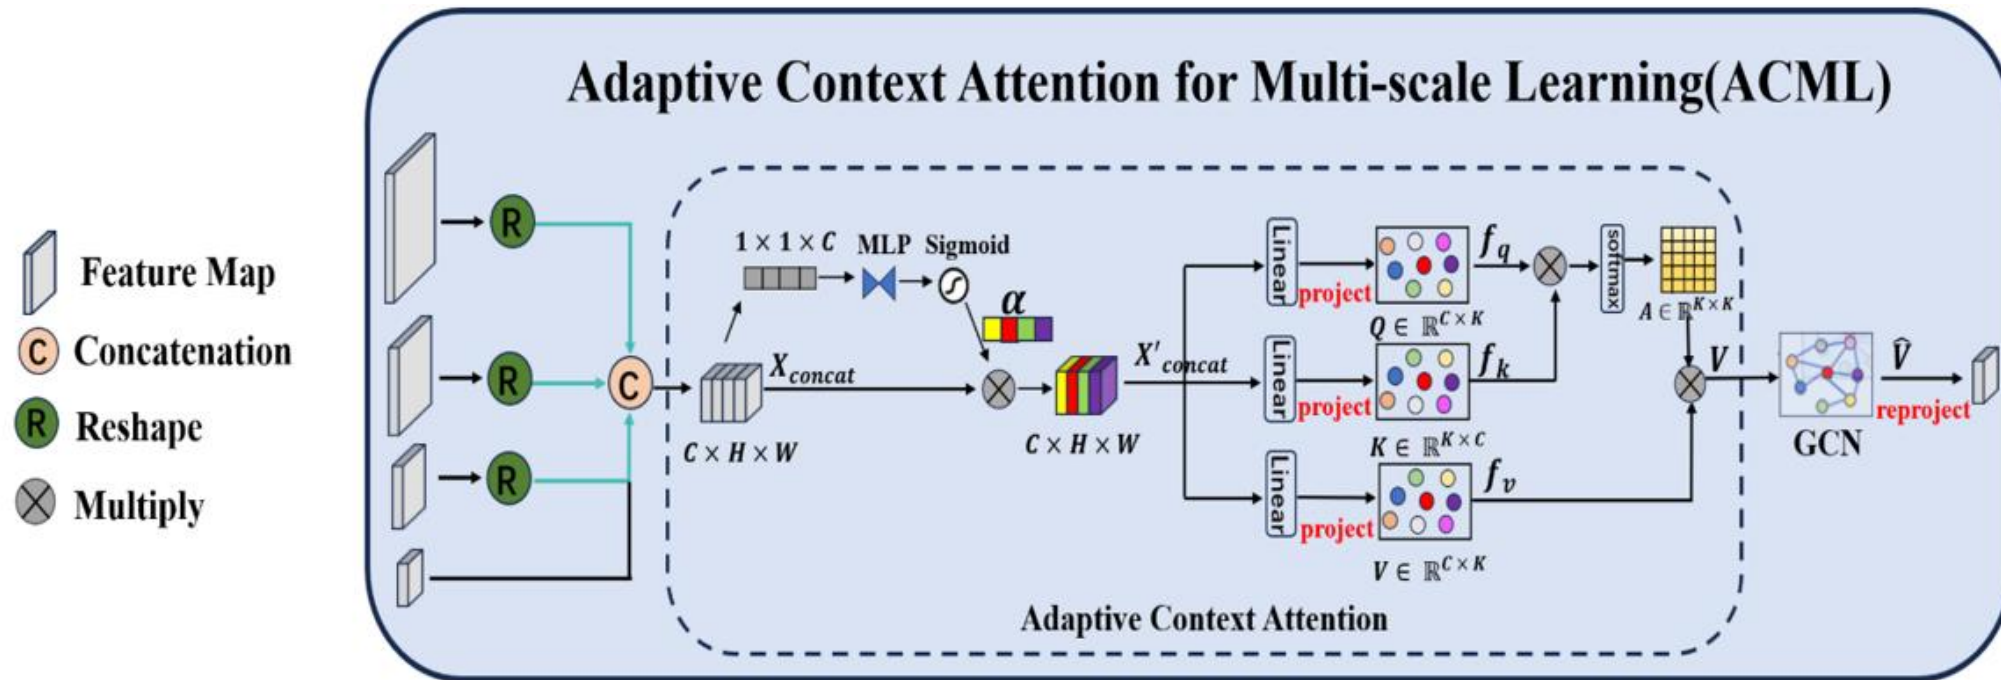 Adaptive Context Attention for Multi-scale Learning(ACML)
Feature Map
C Concatenation
R Reshape
Multiply
R
R
R
C
1 × 1 × C
MLP
Sigmoid
α
X_concat
C × H × W
X'_concat
C × H × W
Linear
project
Q ∈ ℝ^{C×K}
f_q
softmax
A ∈ ℝ^{K×K}
Linear
project
K ∈ ℝ^{K×C}
f_k
Linear
project
V ∈ ℝ^{C×K}
f_v
V
GCN
V̂
reproject
Adaptive Context Attention